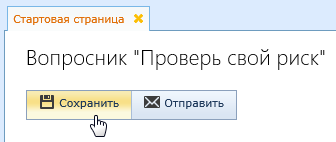 Стартовая страница
Вопросник "Проверь свой риск"
Сохранить Отправить